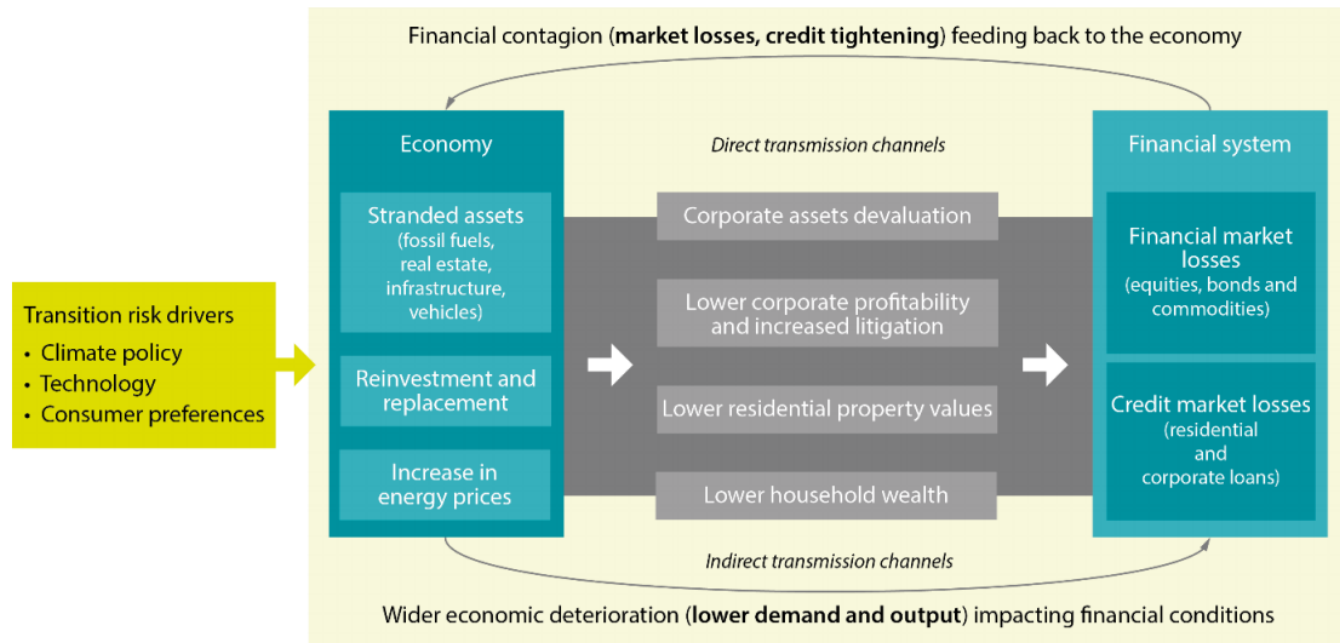 Financial contagion (market losses, credit tightening) feeding back to the economy
Transition risk drivers
• Climate policy
• Technology
• Consumer preferences
Economy
Stranded assets
(fossil fuels,
real estate,
infrastructure,
vehicles)
Reinvestment and
replacement
Increase in
energy prices
Direct transmission channels
Corporate assets devaluation
Lower corporate profitability
and increased litigation
Lower residential property values
Lower household wealth
Indirect transmission channels
Financial system
Financial market
losses
(equities, bonds and
commodities)
Credit market losses
(residential
and
corporate loans)
Wider economic deterioration (lower demand and output) impacting financial conditions